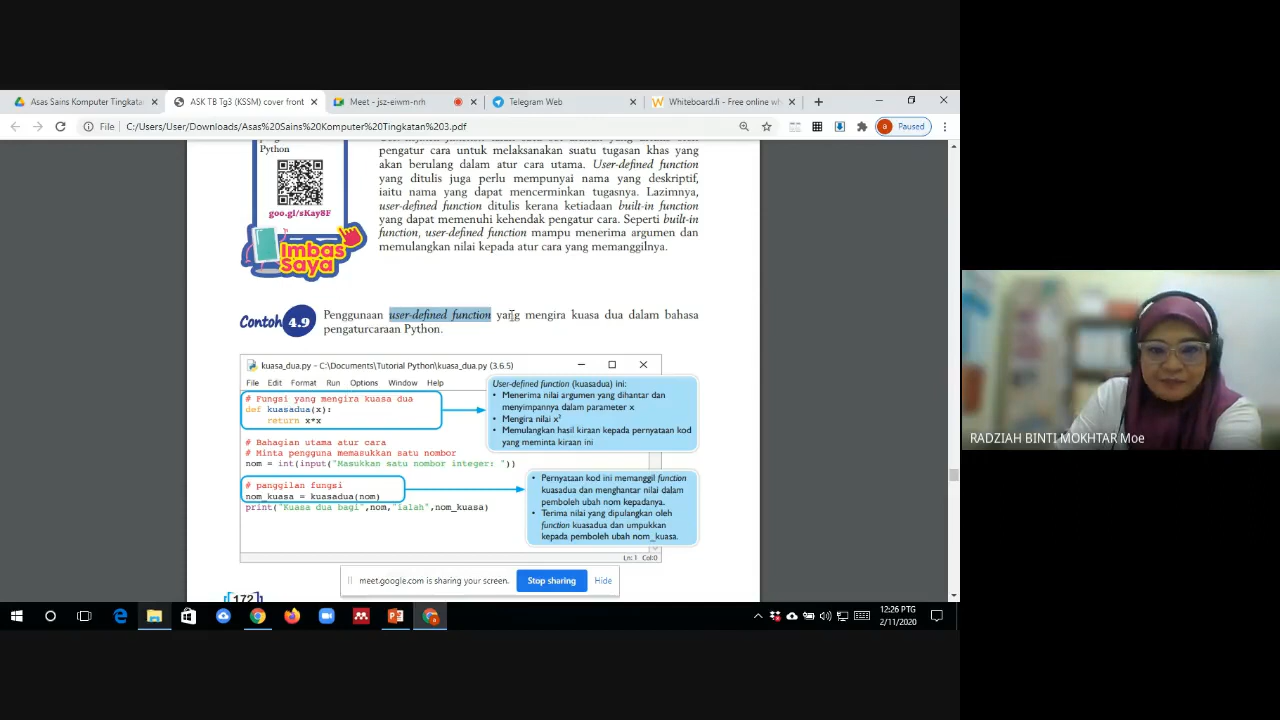 Asas Sains Komputer Tingkatan
ASK TB Tg3 (KSSM) cover front
Meet - jsz-eiwm-nrh
Telegram Web
Whiteboard.fi - Free online wh
File
C:/Users/User/Downloads/Asas%20Sains%20Komputer%20Tingkatan%203.pdf
a
Paused
Python
goo.gl/sKay8F
Imbas
Saya
pengatur cara untuk melaksanakan suatu tugasan khas yang
akan berulang dalam atur cara utama. User-defined function
yang ditulis juga perlu mempunyai nama yang deskriptif,
iaitu nama yang dapat mencerminkan tugasnya. Lazimnya,
user-defined function ditulis kerana ketiadaan built-in function
yang dapat memenuhi kehendak pengatur cara. Seperti built-in
function, user-defined function mampu menerima argumen dan
memulangkan nilai kepada atur cara yang memanggilnya.
Contoh 4.9
Penggunaan user-defined function yang mengira kuasa dua dalam bahasa
pengaturcaraan Python.
kuasa_dua.py - C:\Documents\Tutorial Python\kuasa_dua.py (3.6.5)
File Edit Format Run Options Window Help
# Fungsi yang mengira kuasa dua
def kuasadua(x):
return x*x
# Bahagian utama atur cara
# Minta pengguna memasukkan satu nombor
nom = int(input("Masukkan satu nombor integer: "))
# panggilan fungsi
nom_kuasa = kuasadua(nom)
print("Kuasa dua bagi",nom,"ialah",nom_kuasa)
User-defined function (kuasadua) ini:
• Menerima nilai argumen yang dihantar dan
menyimpannya dalam parameter x
• Mengira nilai x²
• Memulangkan hasil kiraan kepada pernyataan kod
yang meminta kiraan ini
• Pernyataan kod ini memanggil function
kuasadua dan menghantar nilai dalam
pemboleh ubah nom kepadanya.
• Terima nilai yang dipulangkan oleh
function kuasadua dan umpukkan
kepada pemboleh ubah nom_kuasa.
Ln:1 Col:0
172
meet.google.com is sharing your screen.
Stop sharing
Hide
12:26 PTG
2/11/2020
RADZIAH BINTI MOKHTAR Moe